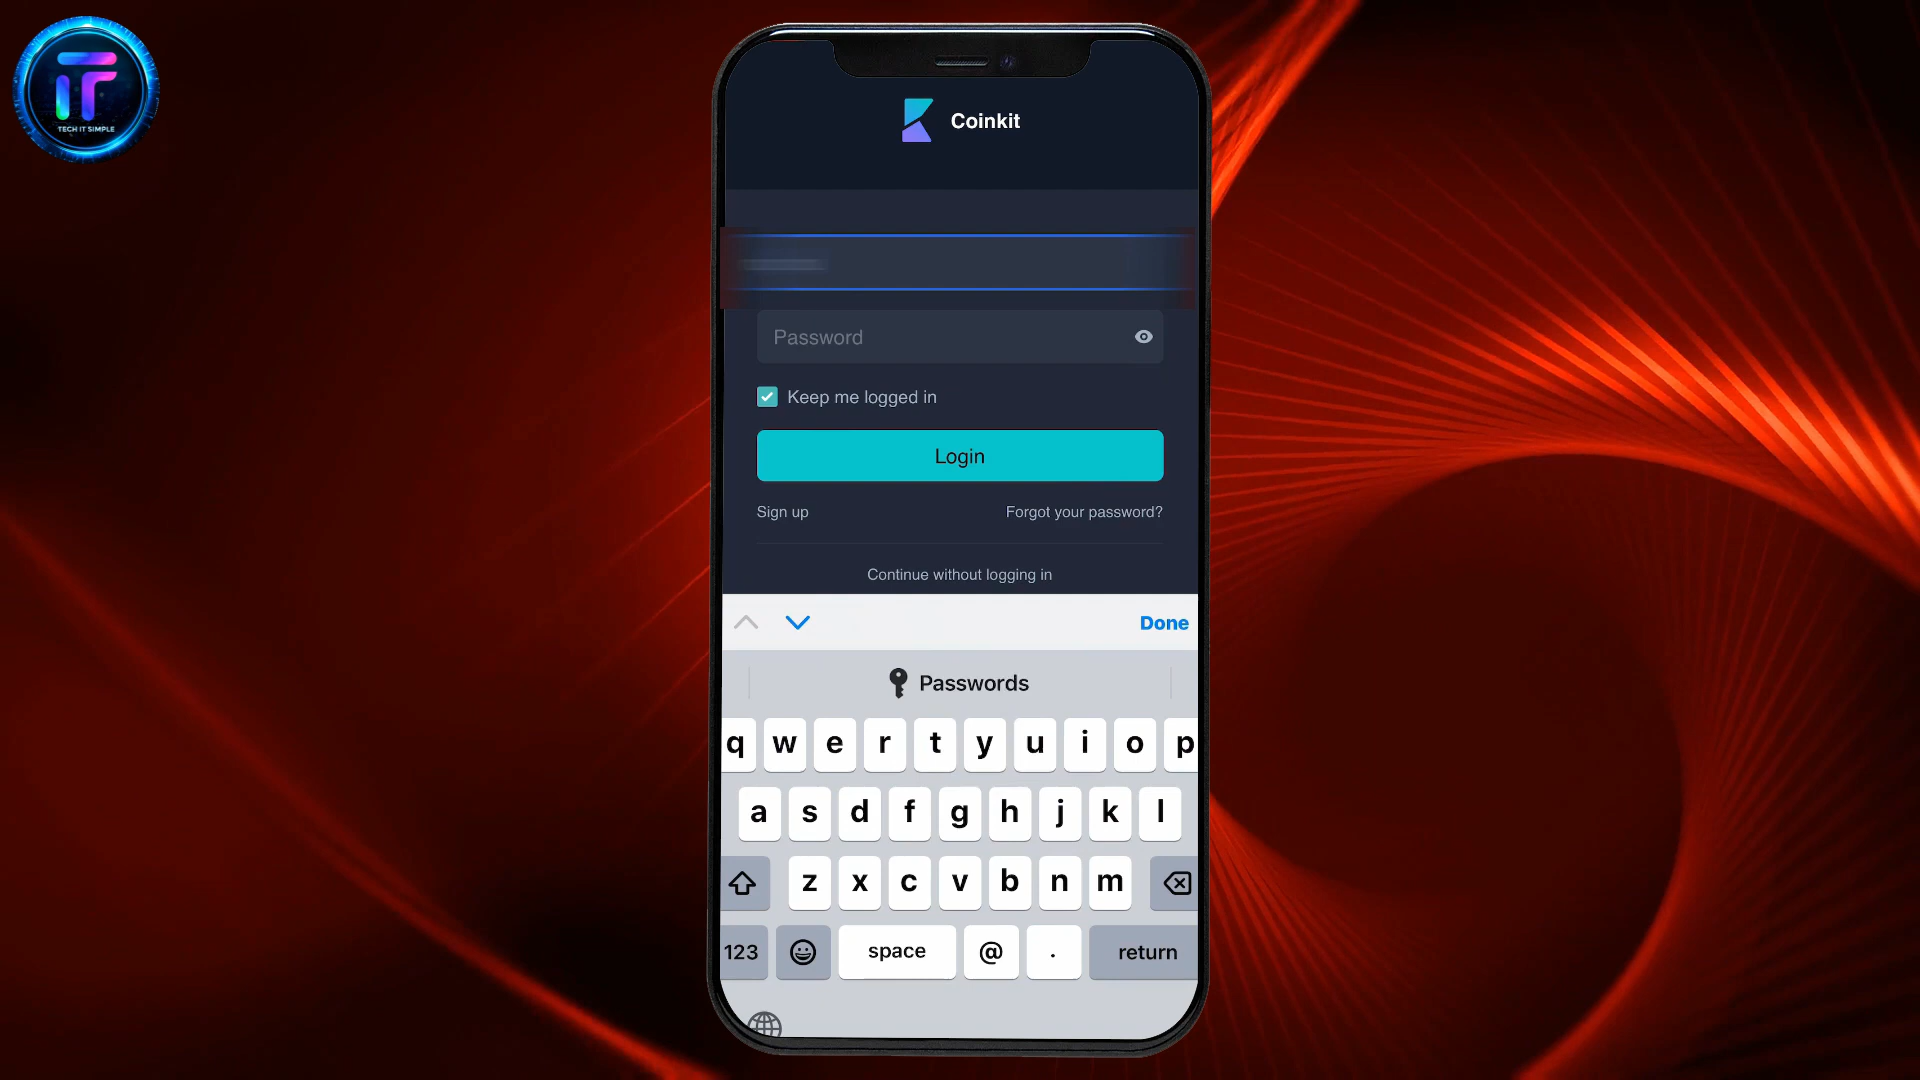 TECH IT SIMPLE
Coinkit
Password
Keep me logged in
Login
Sign up
Forgot your password?
Continue without logging in
Done
Passwords
q w e r t y u i o p
a s d f g h j k l
z x c v b n m
123 space @ . return